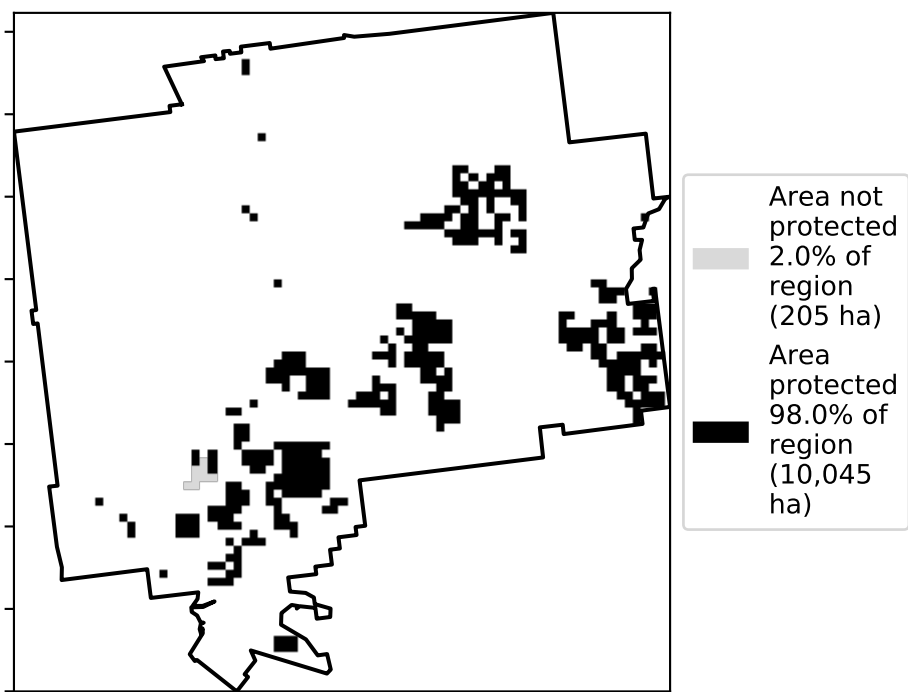 Area not
protected
2.0% of
region
(205 ha)
Area
protected
98.0% of
region
(10,045
ha)